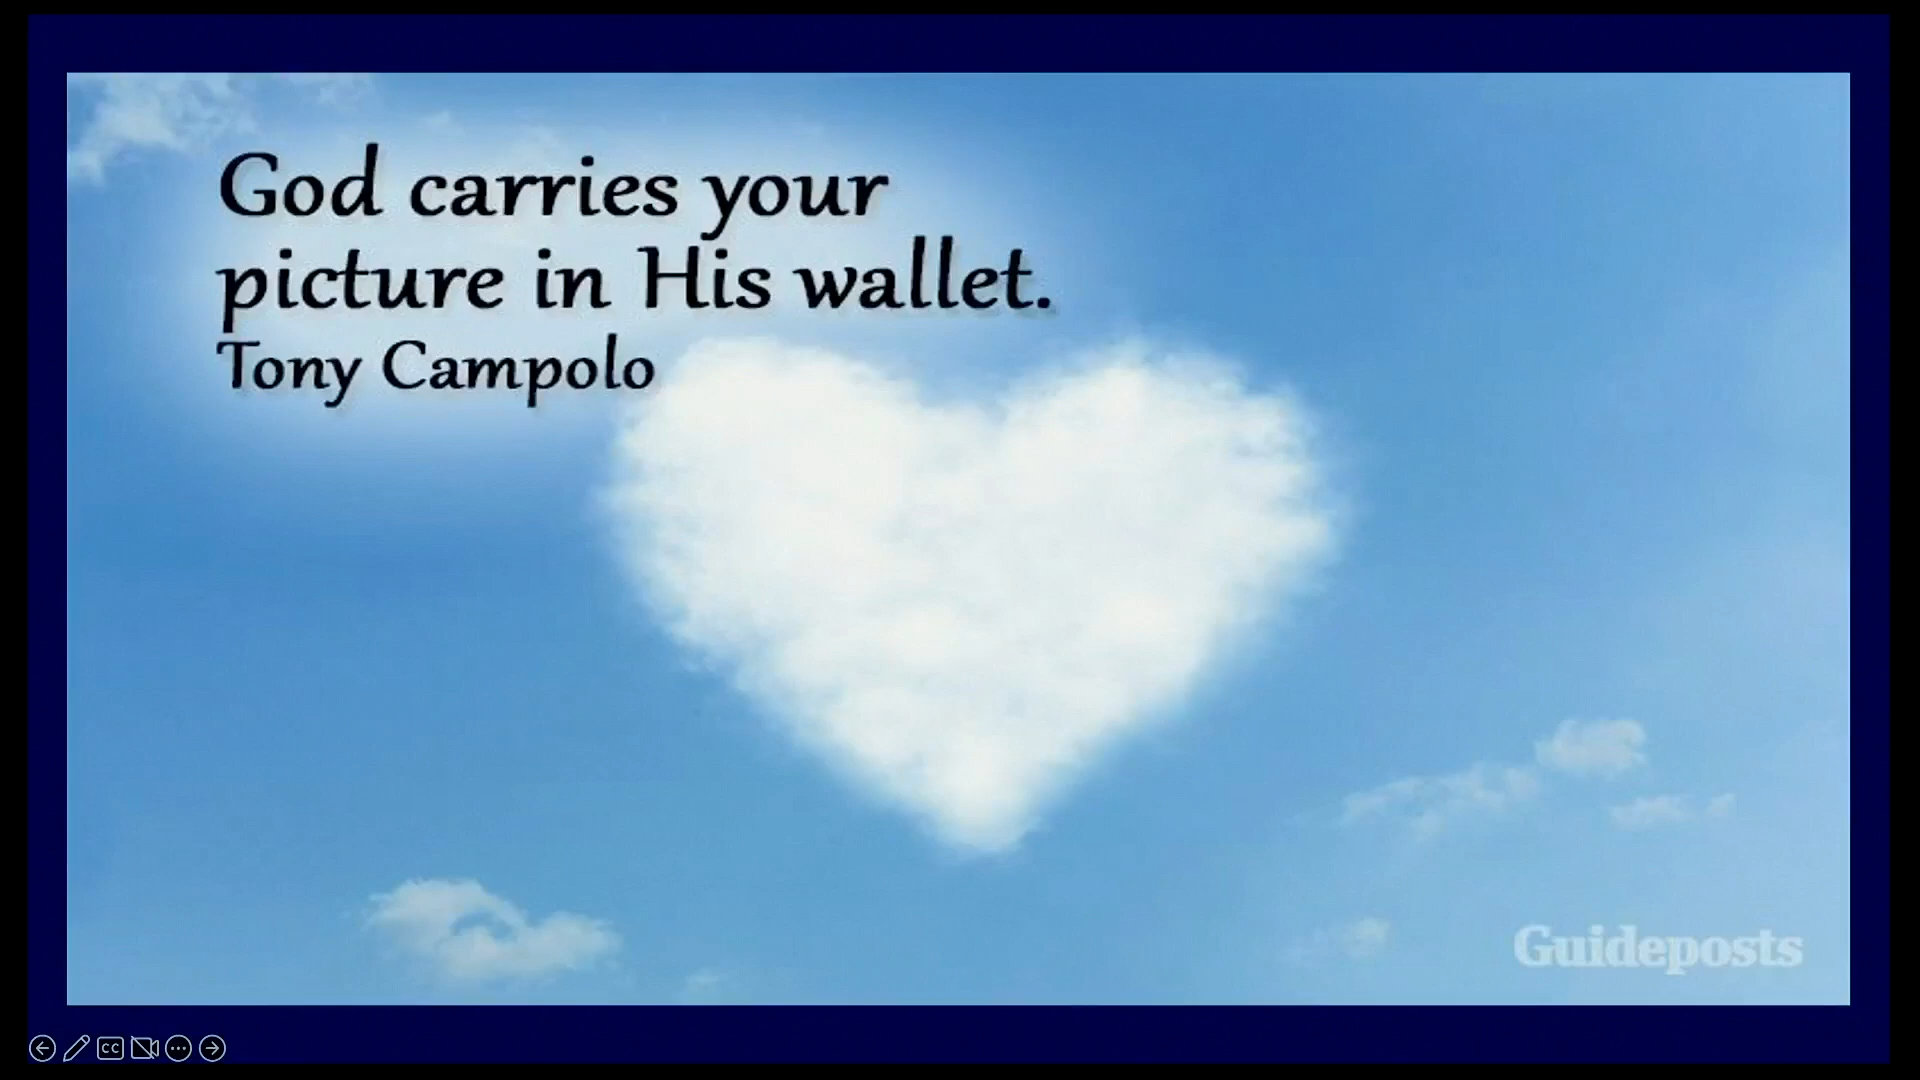 God carries your
picture in His wallet.
Tony Campolo
Guideposts
CC